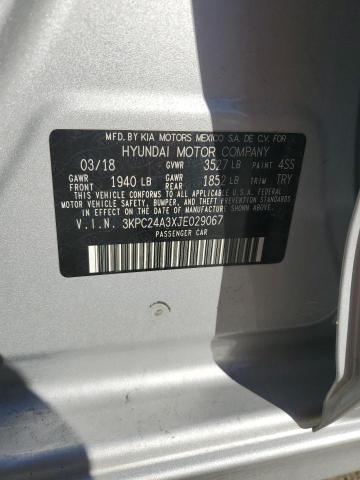 MFD.BY KIA MOTORS MEXICO S.A. DE C.V. FOR
HYUNDAI MOTOR COMPANY
03/18 GVWR 3527 LB PAINT 4SS
GAWR FRONT 1940 LB GAWR REAR 1852 LB TRIM TRY
THIS VEHICLE CONFORMS TO ALL APPLICABLE U.S.A. FEDERAL
MOTOR VEHICLE SAFETY, BUMPER, AND THEFT PREVENTION STANDARDS
IN EFFECT ON THE DATE OF MANUFACTURE SHOWN ABOVE.
V.I.N. 3KPC24A3XJE029067
PASSENGER CAR